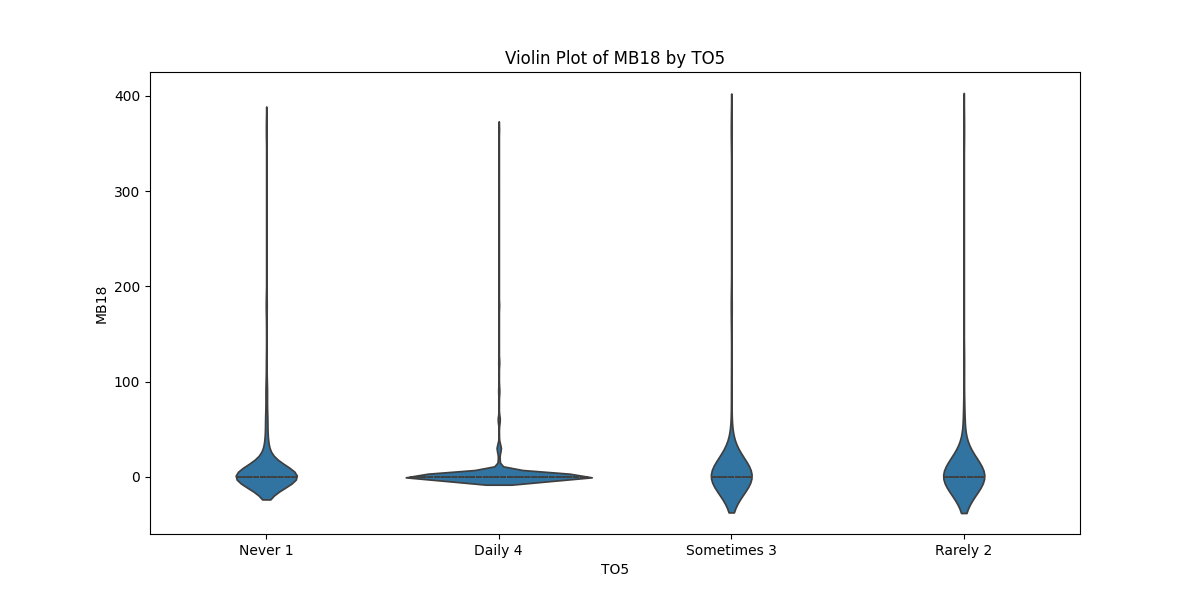 Violin Plot of MB18 by TO5
400
300
200
100
0
MB18
Never 1
Daily 4
Sometimes 3
Rarely 2
TO5